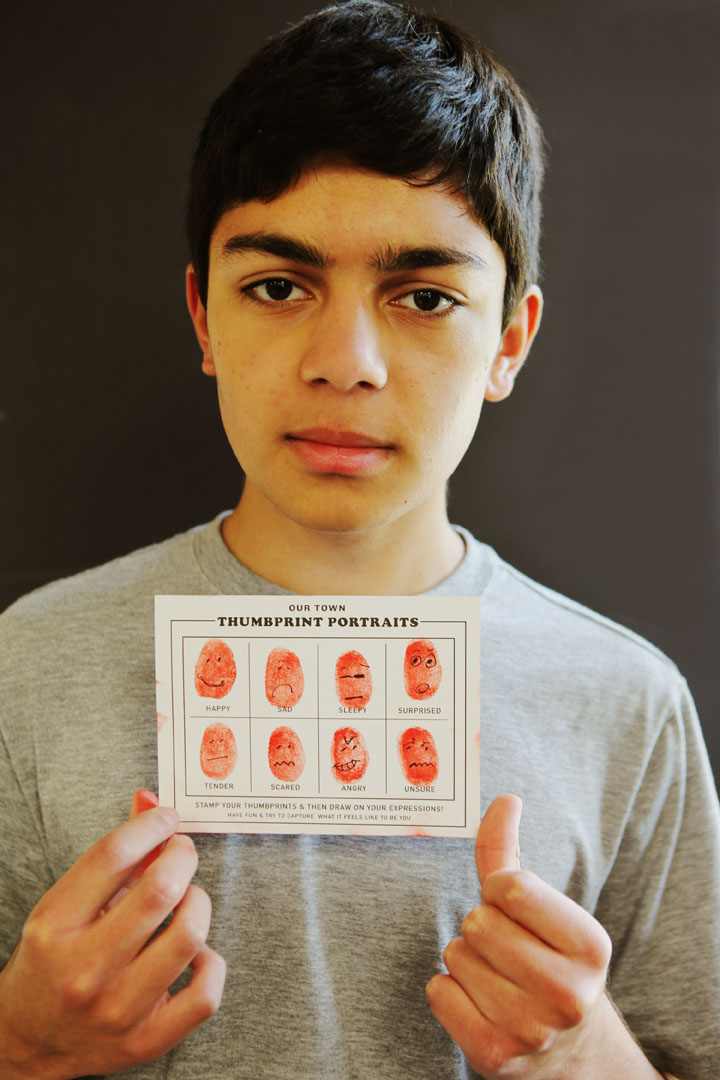 OUR TOWN
THUMBPRINT PORTRAITS
HAPPY SAD SLEEPY SURPRISED
TENDER SCARED ANGRY UNSURE
STAMP YOUR THUMBPRINTS & THEN DRAW ON YOUR EXPRESSIONS!
HAVE FUN & TRY TO CAPTURE WHAT IT FEELS LIKE TO BE YOU